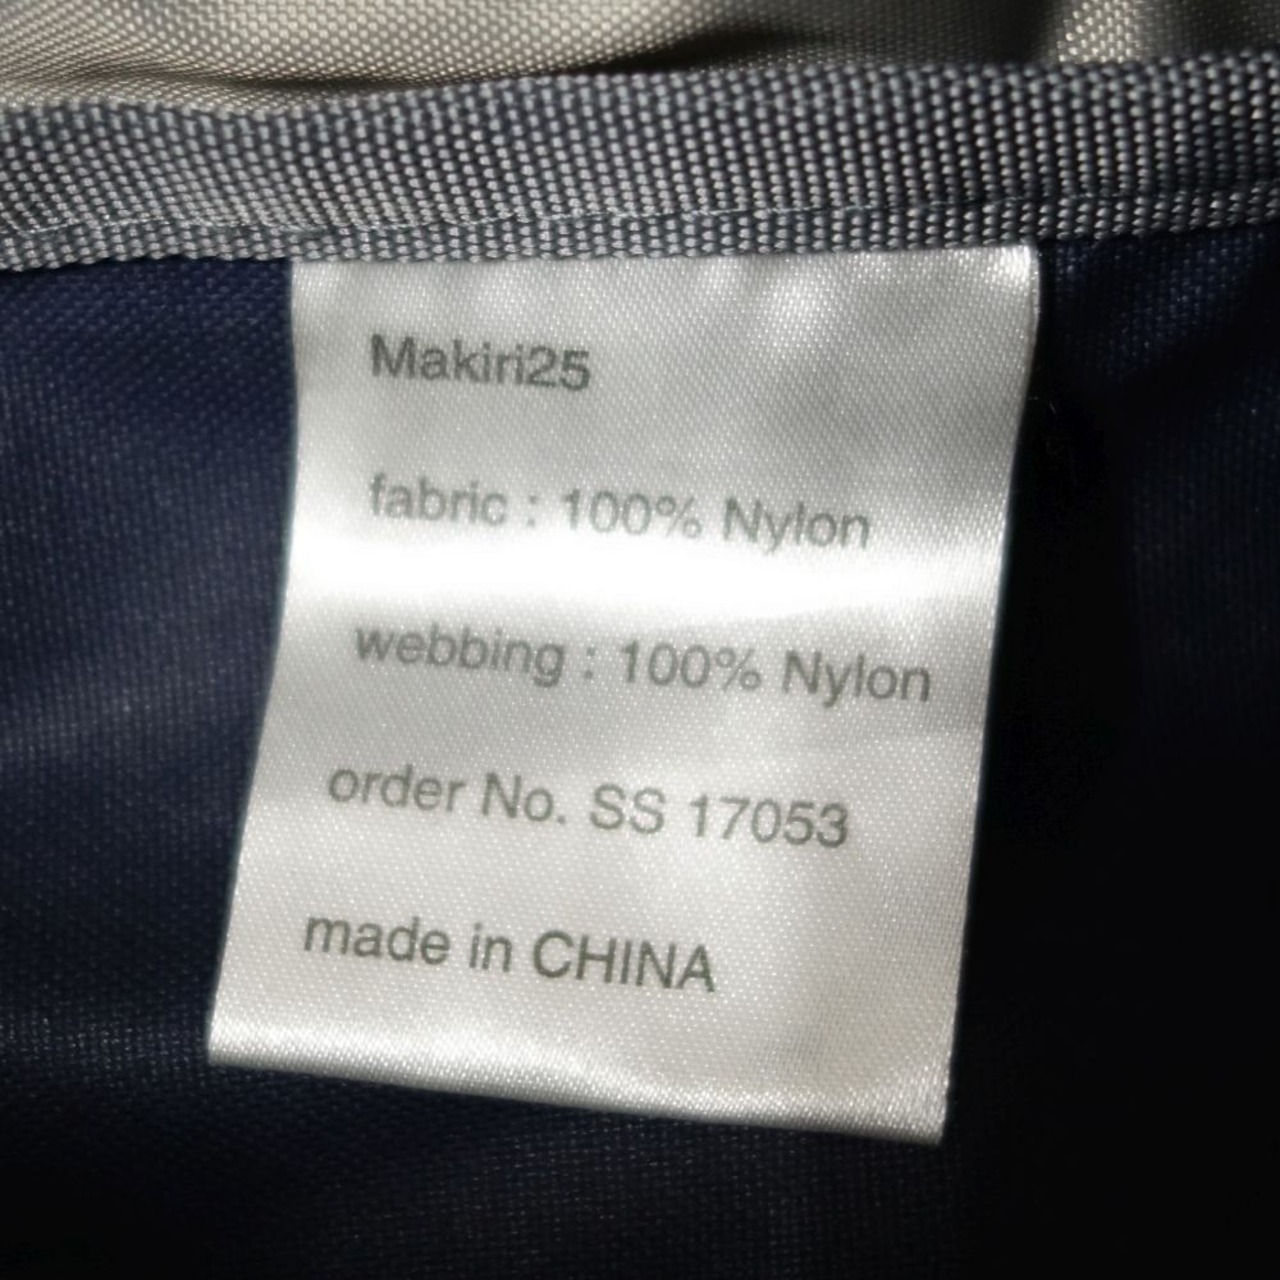 Makiri25
fabric : 100% Nylon
webbing : 100% Nylon
order No. SS 17053
made in CHINA